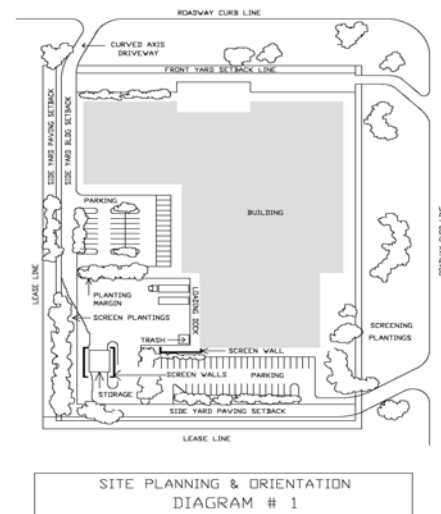 ROADWAY CURB LINE
CURVED AXIS
DRIVEWAY
FRONT YARD SETBACK LINE
SIDE YARD PAVING SETBACK
SIDE YARD BLDG SETBACK
PARKING
BUILDING
LEASE LINE
PLANTING
MARGIN
LOADING DOCK
SCREEN PLANTINGS
TRASH
SCREEN WALL
SCREENING
PLANTINGS
SCREEN WALLS
PARKING
STORAGE
SIDE YARD PAVING SETBACK
LEASE LINE
SITE PLANNING & ORIENTATION
DIAGRAM # 1